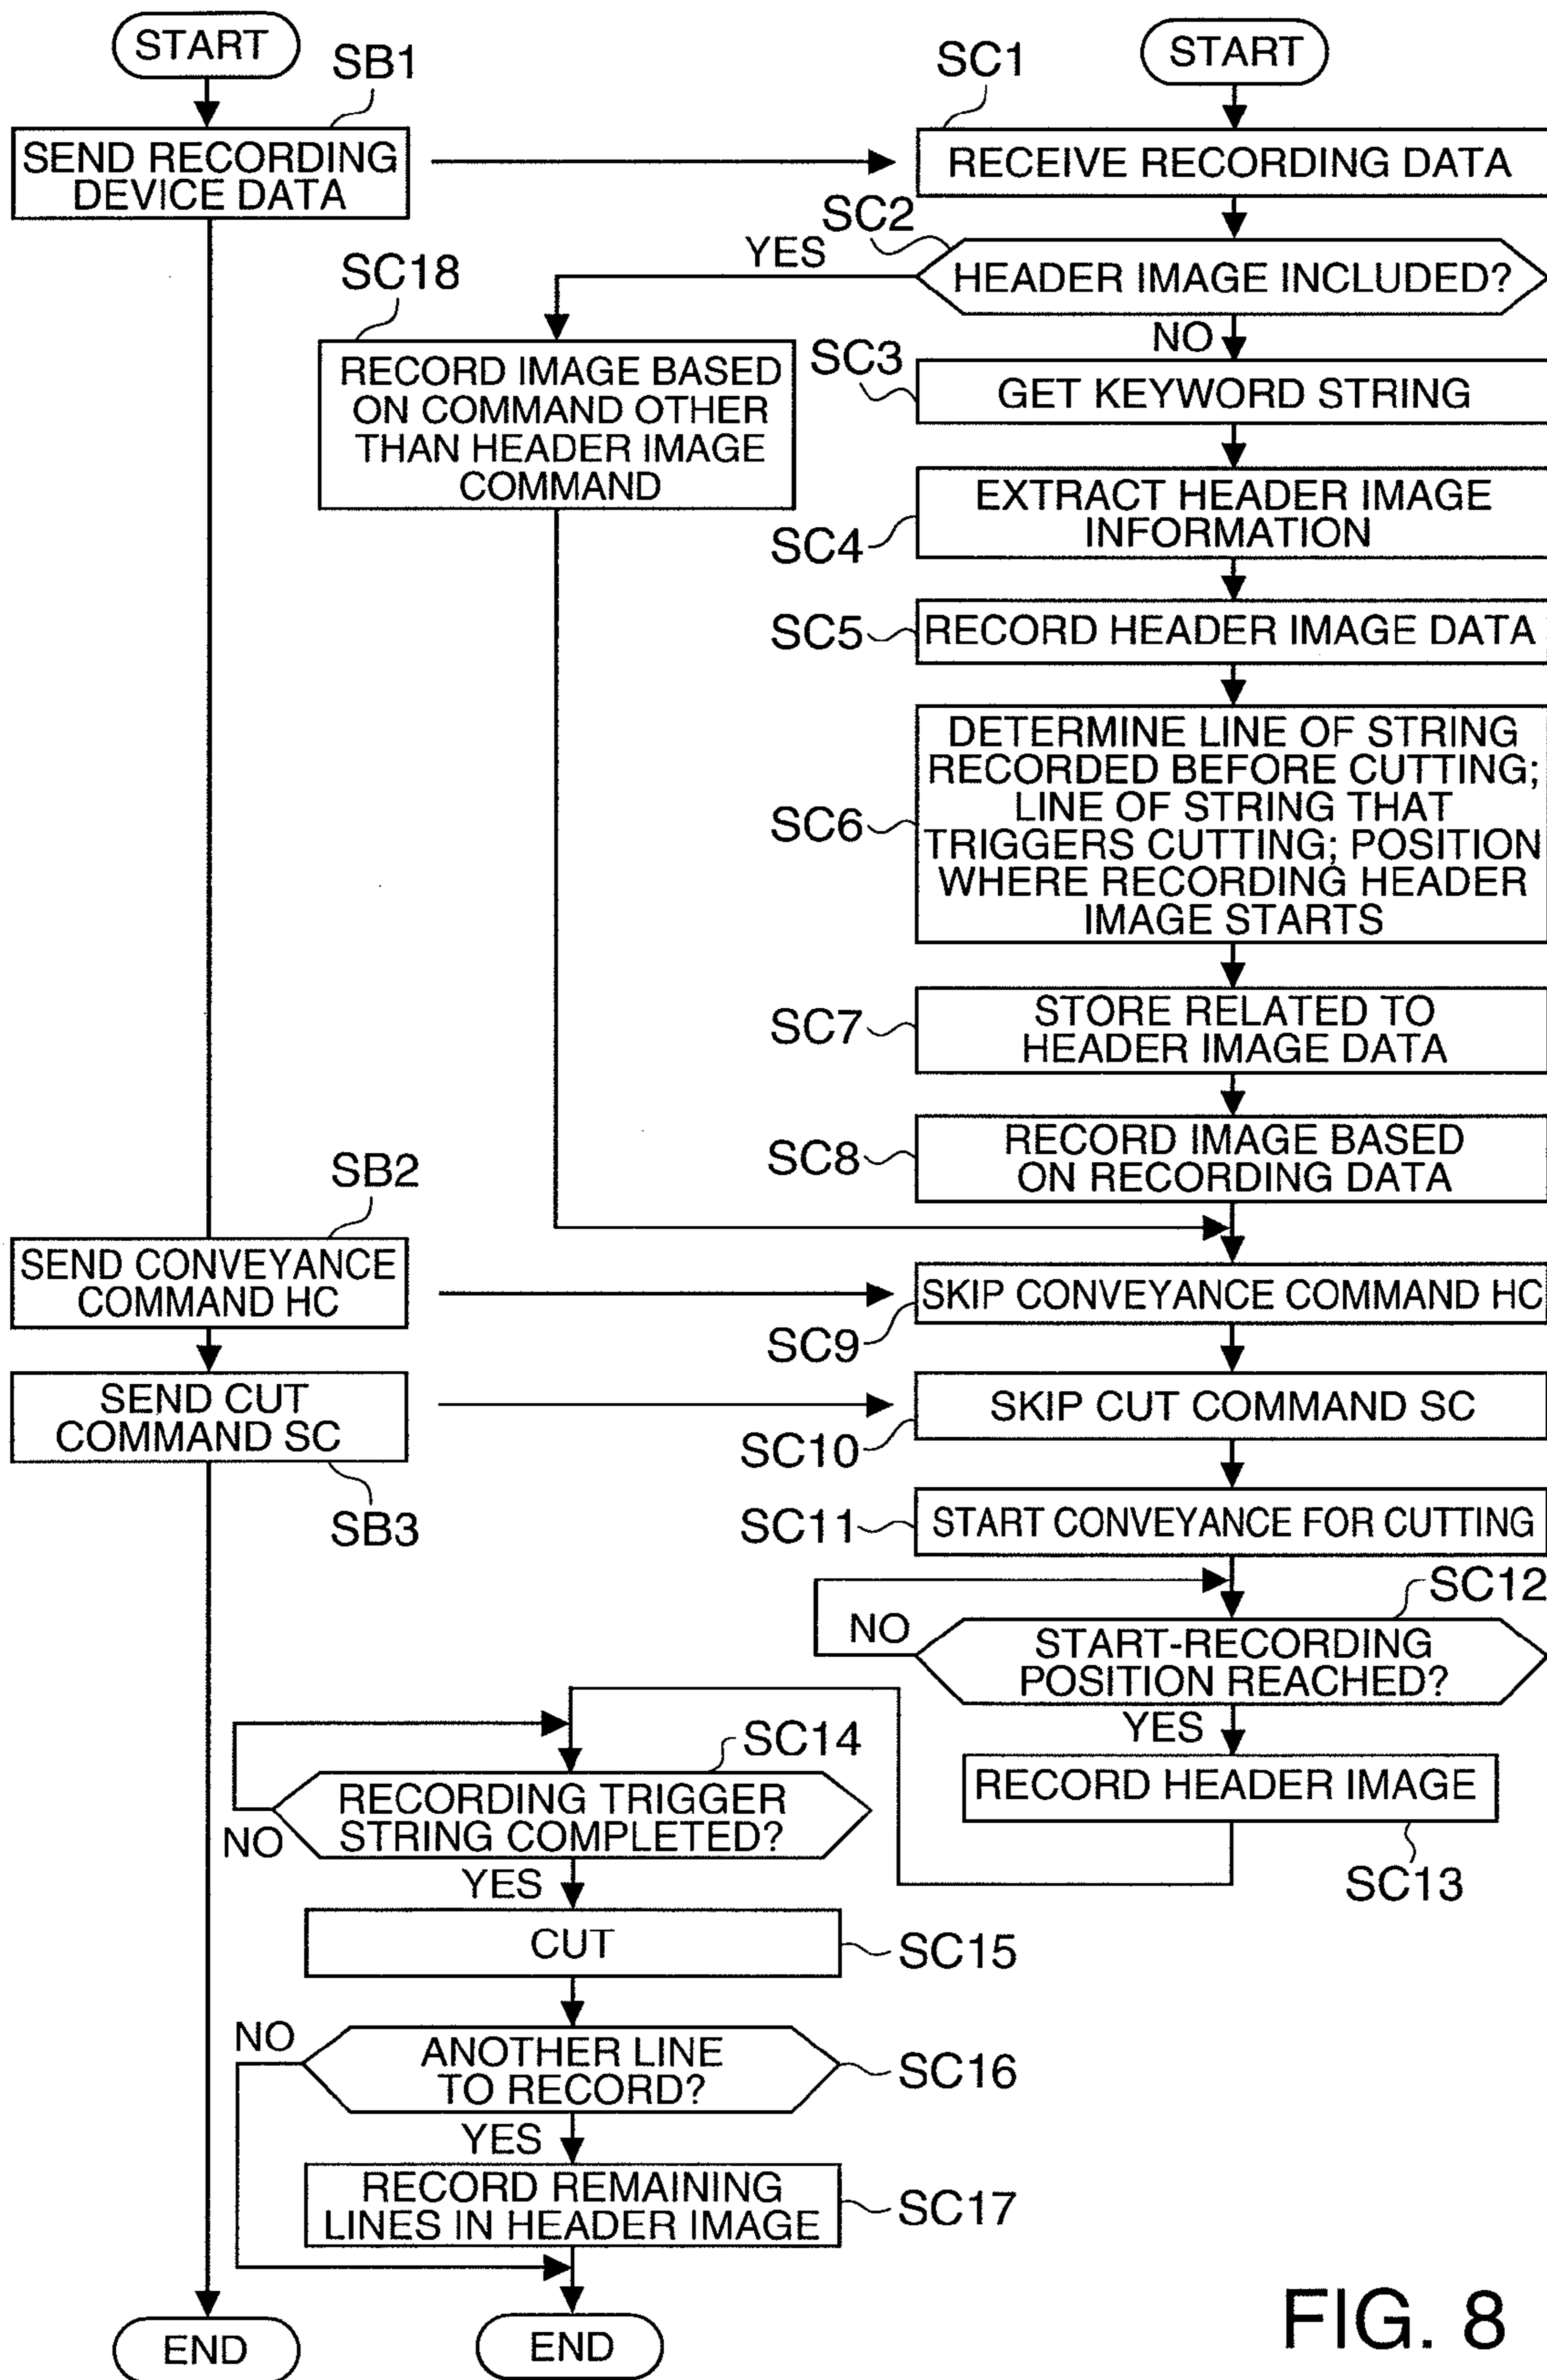 START
SB1
SEND RECORDING
DEVICE DATA
START
SC1
RECEIVE RECORDING DATA
SC2
YES
HEADER IMAGE INCLUDED?
NO
SC18
RECORD IMAGE BASED
ON COMMAND OTHER
THAN HEADER IMAGE
COMMAND
SC3
GET KEYWORD STRING
EXTRACT HEADER IMAGE
INFORMATION
SC4
SC5
RECORD HEADER IMAGE DATA
DETERMINE LINE OF STRING
RECORDED BEFORE CUTTING;
LINE OF STRING THAT
TRIGGERS CUTTING; POSITION
WHERE RECORDING HEADER
IMAGE STARTS
SC6
SC7
STORE RELATED TO
HEADER IMAGE DATA
SC8
RECORD IMAGE BASED
ON RECORDING DATA
SB2
SEND CONVEYANCE
COMMAND HC
SKIP CONVEYANCE COMMAND HC
SC9
SEND CUT
COMMAND SC
SB3
SKIP CUT COMMAND SC
SC10
SC11
START CONVEYANCE FOR CUTTING
SC12
NO
START-RECORDING
POSITION REACHED?
YES
RECORD HEADER IMAGE
SC13
SC14
RECORDING TRIGGER
STRING COMPLETED?
NO
YES
CUT
SC15
NO
ANOTHER LINE
TO RECORD?
SC16
YES
RECORD REMAINING
LINES IN HEADER IMAGE
SC17
END
END
FIG. 8